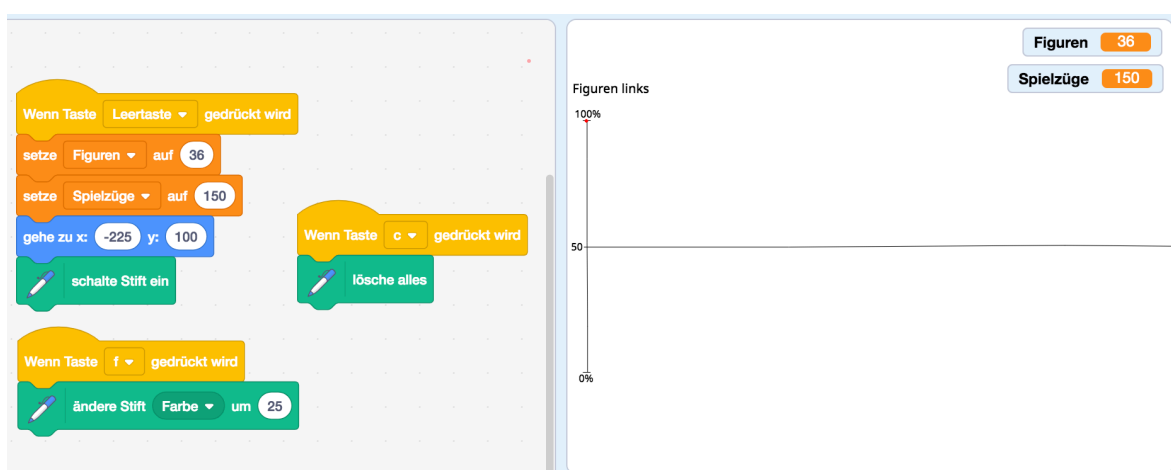 Wenn Taste Leertaste gedrückt wird
setze Figuren auf 36
setze Spielzüge auf 150
gehe zu x: -225 y: 100
schalte Stift ein
Wenn Taste f gedrückt wird
ändere Stift Farbe um 25
Wenn Taste c gedrückt wird
lösche alles
Figuren 36
Spielzüge 150
Figuren links
100%
50
0%